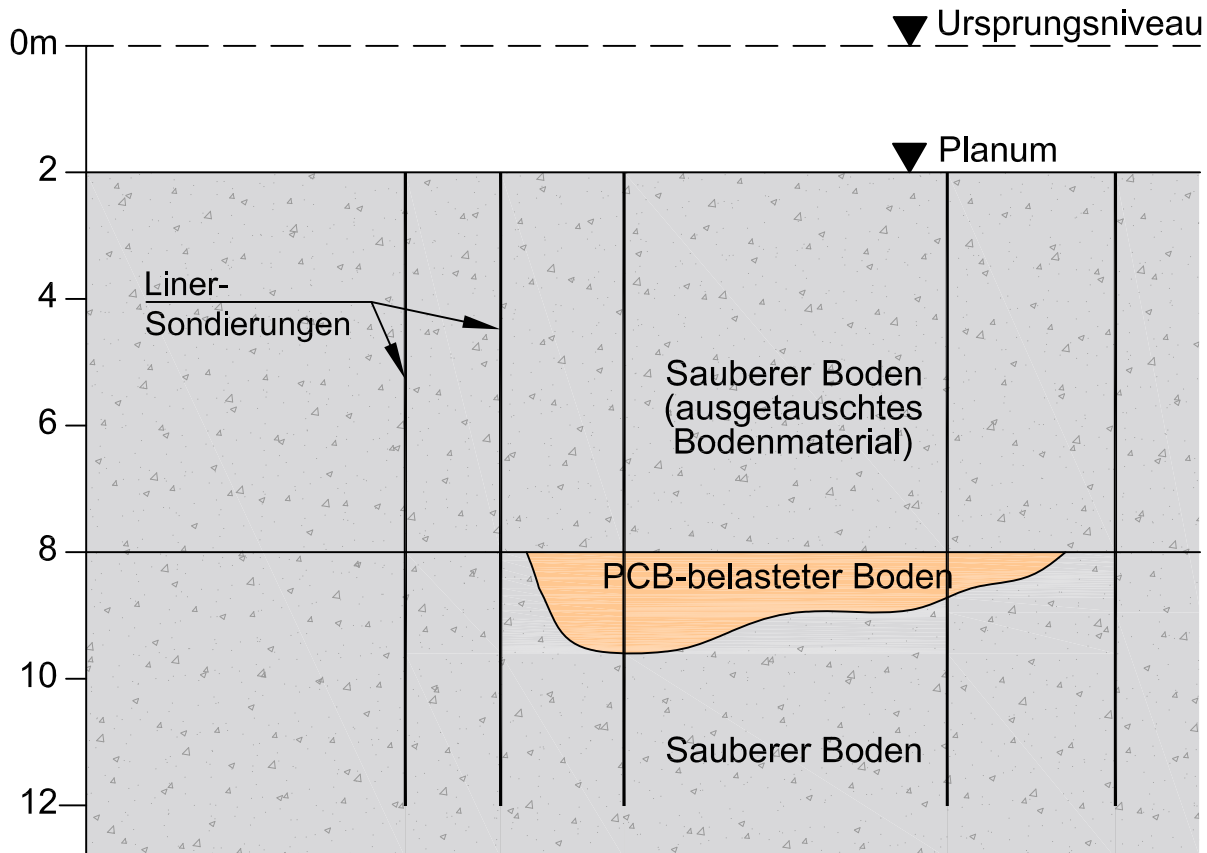 Ursprungsniveau
0m
Planum
2
4
Liner-
Sondierungen
Sauberer Boden
(ausgetauschtes
Bodenmaterial)
6
8
PCB-belasteter Boden
10
Sauberer Boden
12